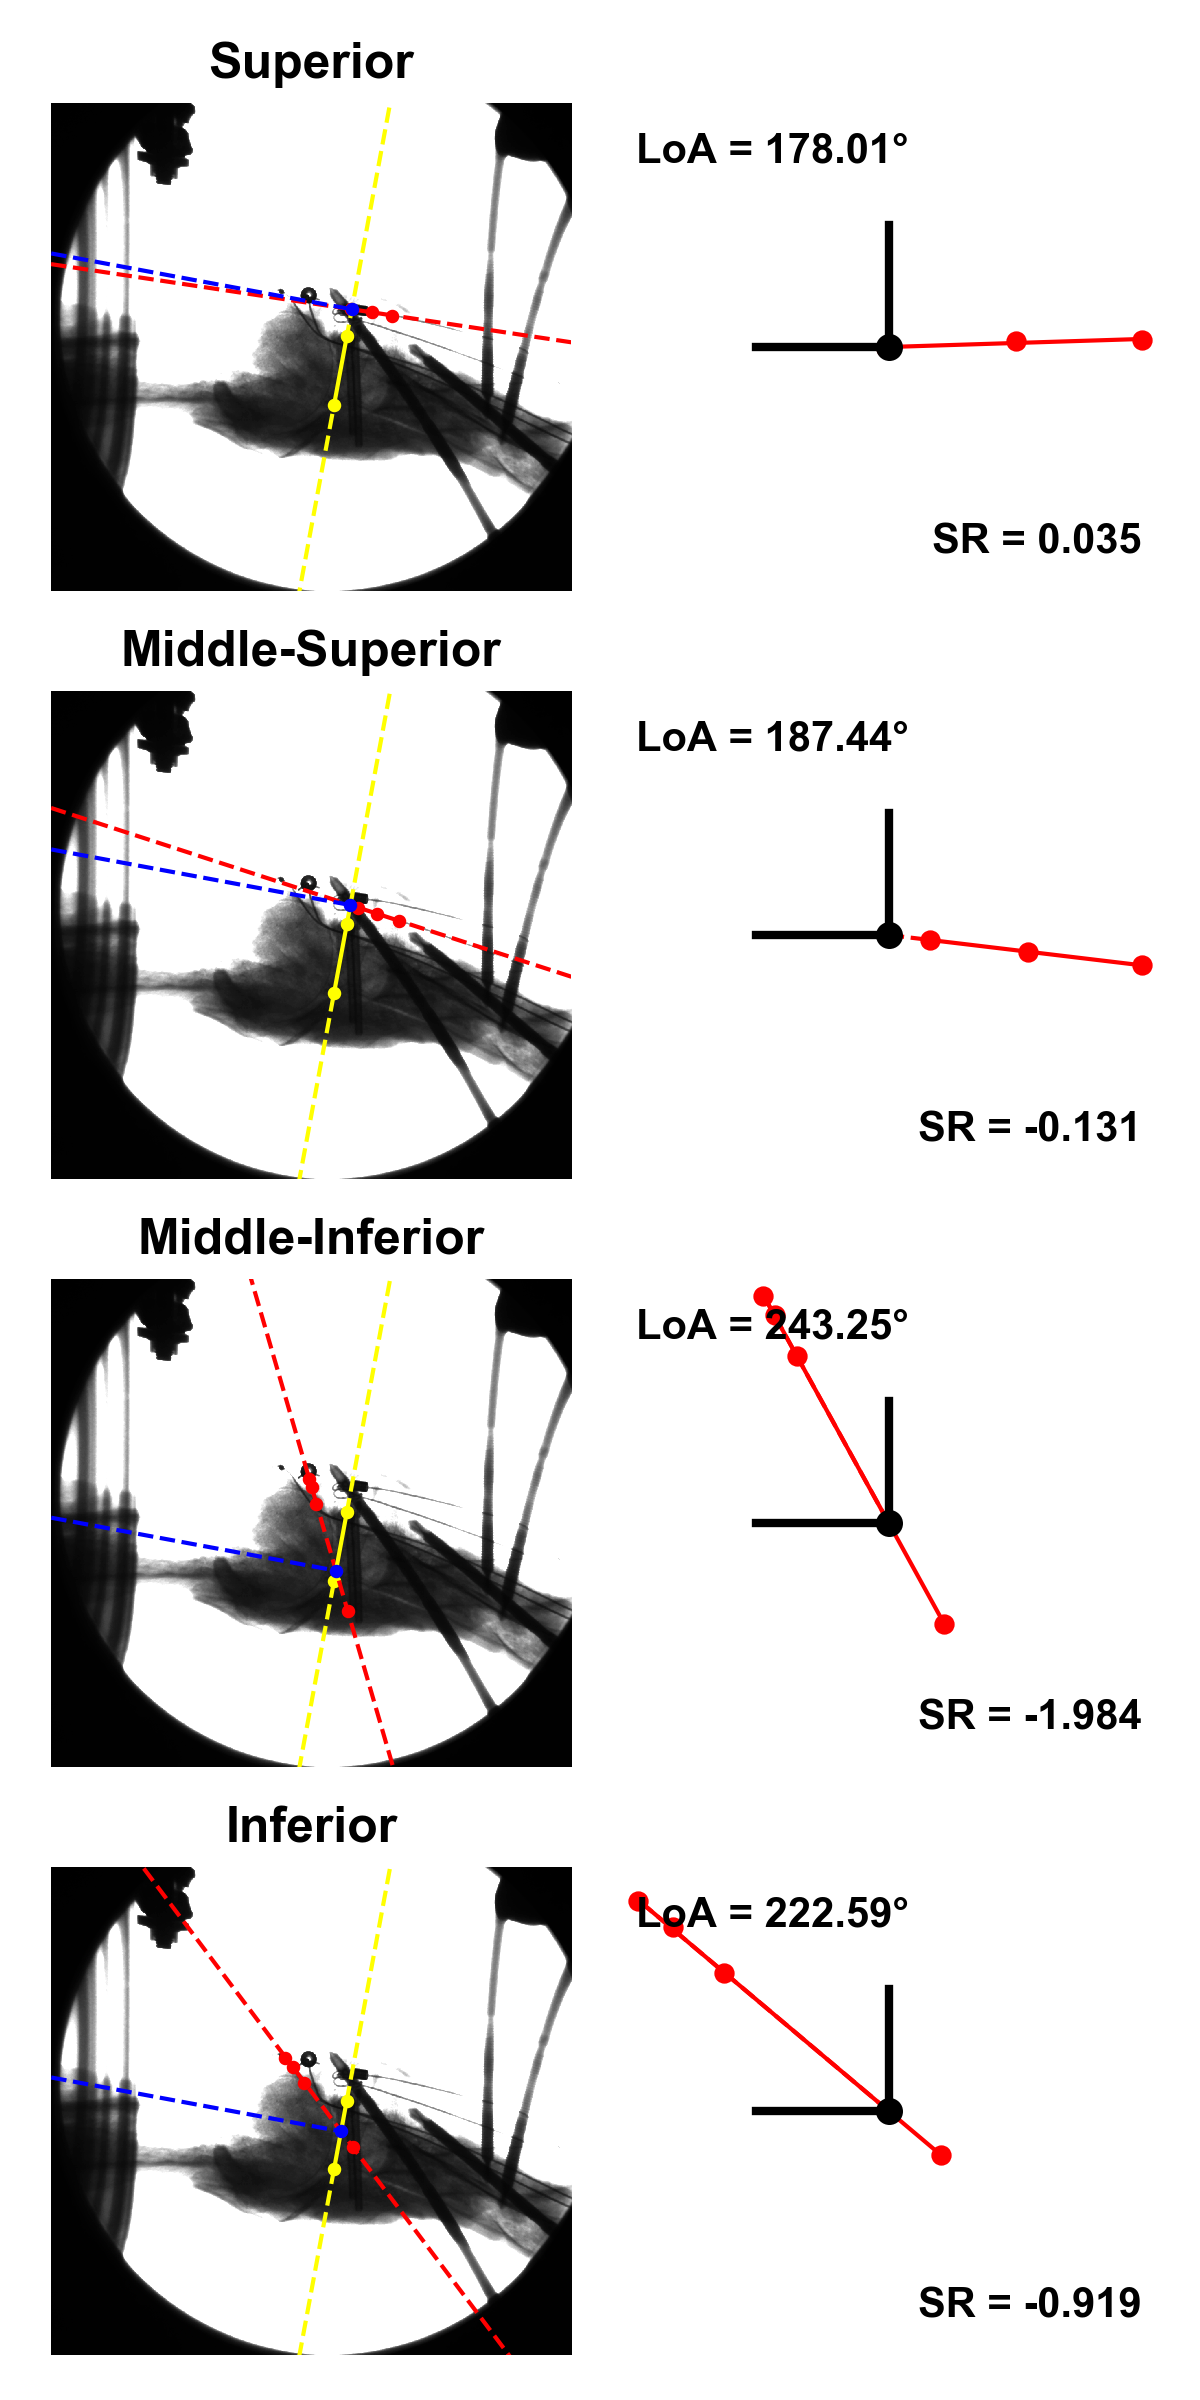 Superior
LoA = 178.01°
SR = 0.035
Middle-Superior
LoA = 187.44°
SR = -0.131
Middle-Inferior
LoA = 243.25°
SR = -1.984
Inferior
LoA = 222.59°
SR = -0.919